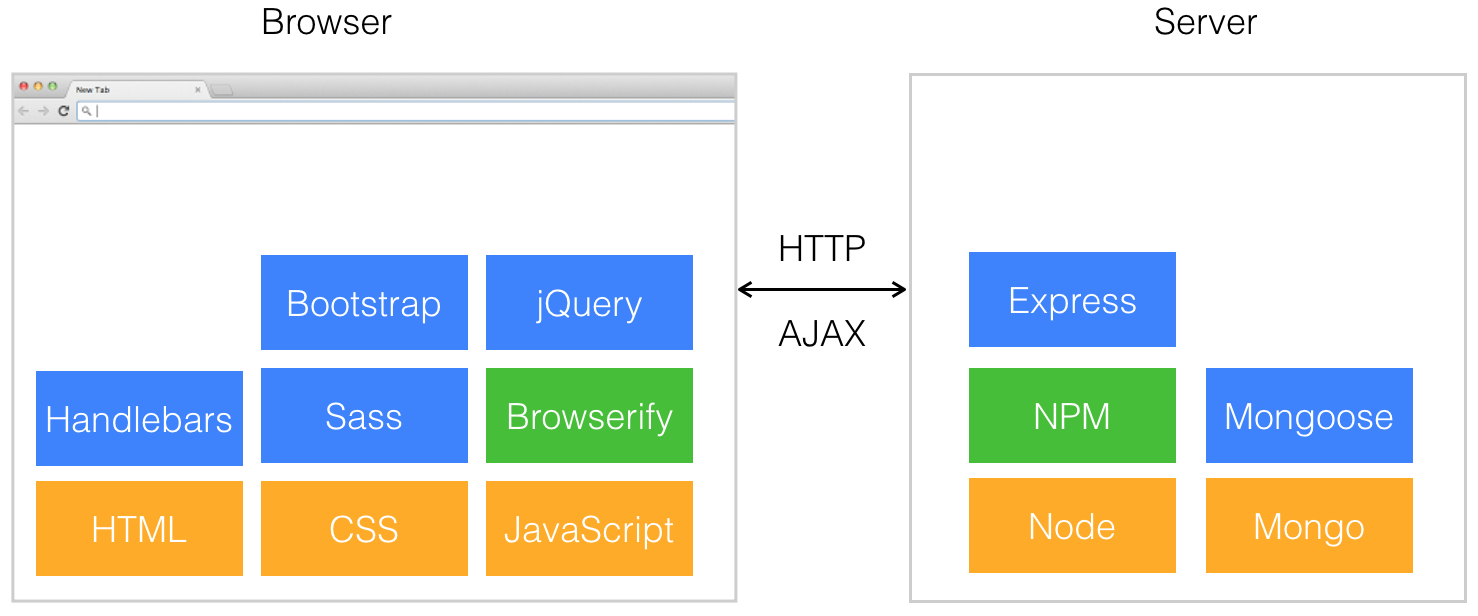 Browser
Server
New Tab
HTTP
AJAX
Bootstrap
jQuery
Handlebars
Sass
Browserify
HTML
CSS
JavaScript
Express
NPM
Mongoose
Node
Mongo